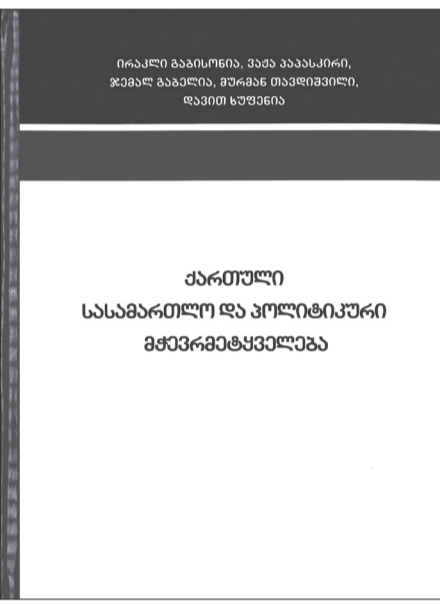 ირაკლი გაბისონია, ვაჟა პაპასკირი,
ჯემალ გაბელია, მურმან თავდიშვილი,
დავით ხუფენია
ქართული
სასამართლო და პოლიტიკური
მჭევრმეტყველება